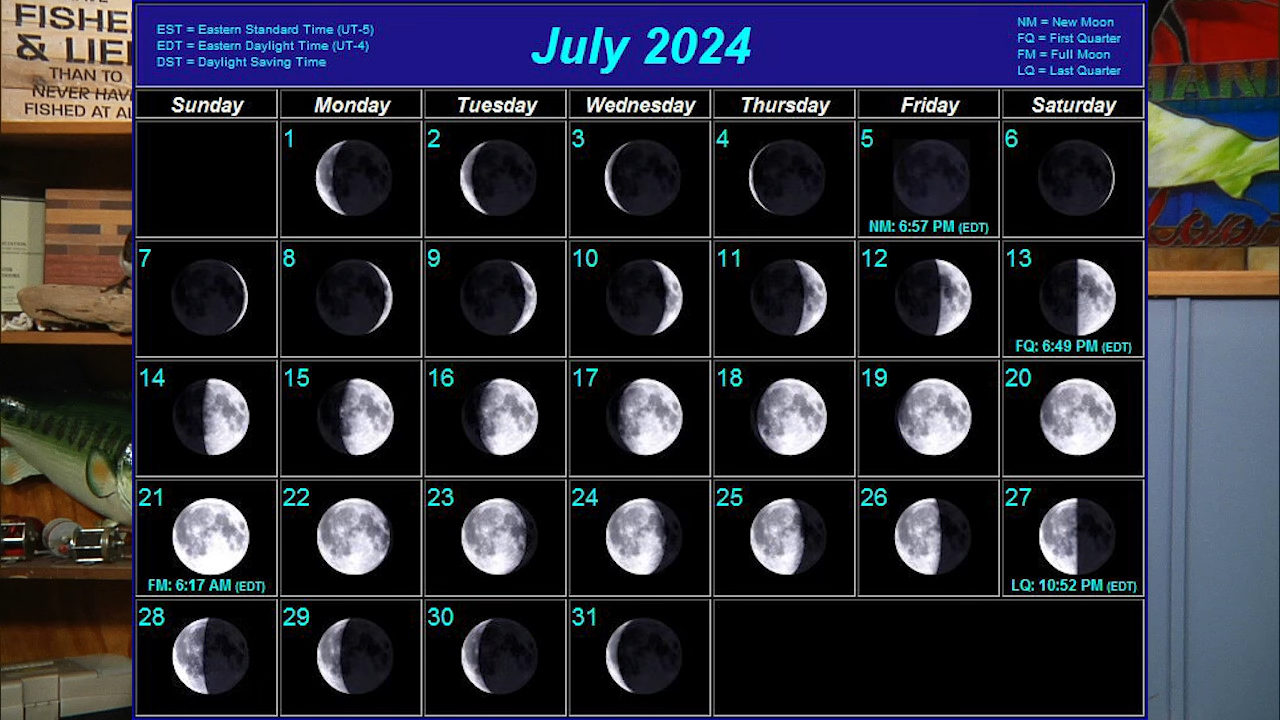 FISHE
& LIE
THAN TO
NEVER HAV
FISHED AT AL
EST = Eastern Standard Time (UT-5)
EDT = Eastern Daylight Time (UT-4)
DST = Daylight Saving Time
July 2024
NM = New Moon
FQ = First Quarter
FM = Full Moon
LQ = Last Quarter
Sunday Monday Tuesday Wednesday Thursday Friday Saturday
1 2 3 4 5 6
NM: 6:57 PM (EDT)
7 8 9 10 11 12 13
FQ: 6:49 PM (EDT)
14 15 16 17 18 19 20
21 22 23 24 25 26 27
FM: 6:17 AM (EDT) LQ: 10:52 PM (EDT)
28 29 30 31